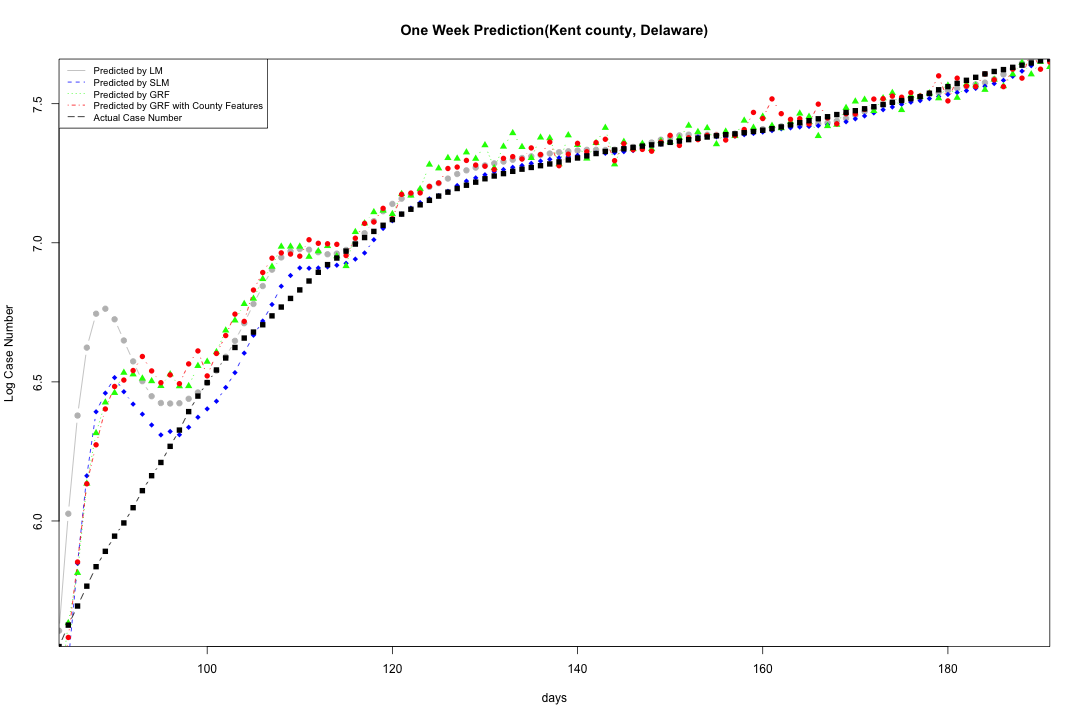 One Week Prediction(Kent county, Delaware)
Predicted by LM
Predicted by SLM
Predicted by GRF
Predicted by GRF with County Features
Actual Case Number
7.5
7.0
6.5
6.0
Log Case Number
100 120 140 160 180
days